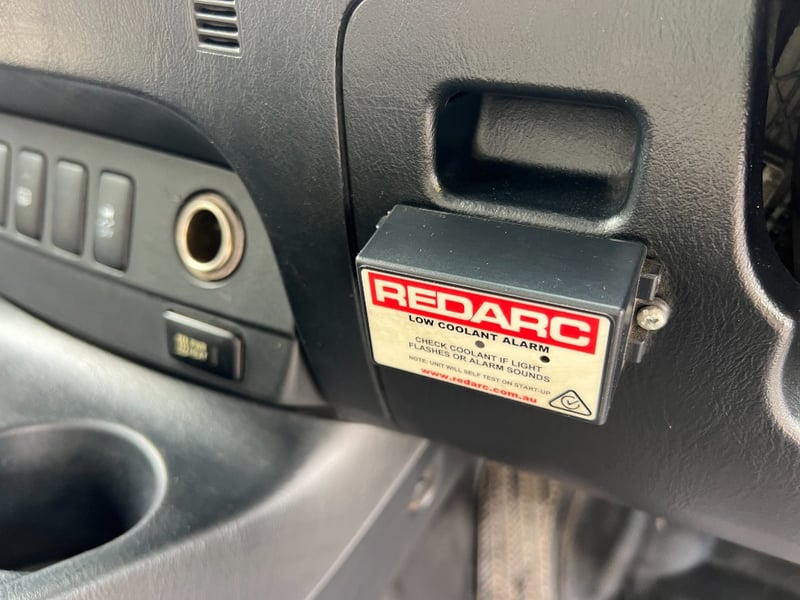 REDARC
LOW COOLANT ALARM
CHECK COOLANT IF LIGHT
FLASHES OR ALARM SOUNDS
NOTE: UNIT WILL SELF TEST ON START-UP
www.redarc.com.au